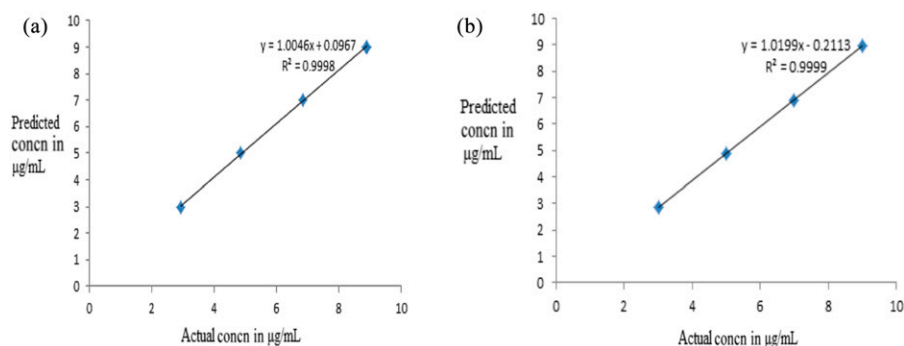 (a)
10
9
8
7
6
5
4
3
2
1
0
y = 1.0046x + 0.0967
R² = 0.9998
Predicted
concn in
µg/mL
0 2 4 6 8 10
Actual concn in µg/mL
(b)
10
9
8
7
6
5
4
3
2
1
0
y = 1.0199x - 0.2113
R² = 0.9999
Predicted
concn in
µg/mL
0 2 4 6 8 10
Actual concn in µg/mL